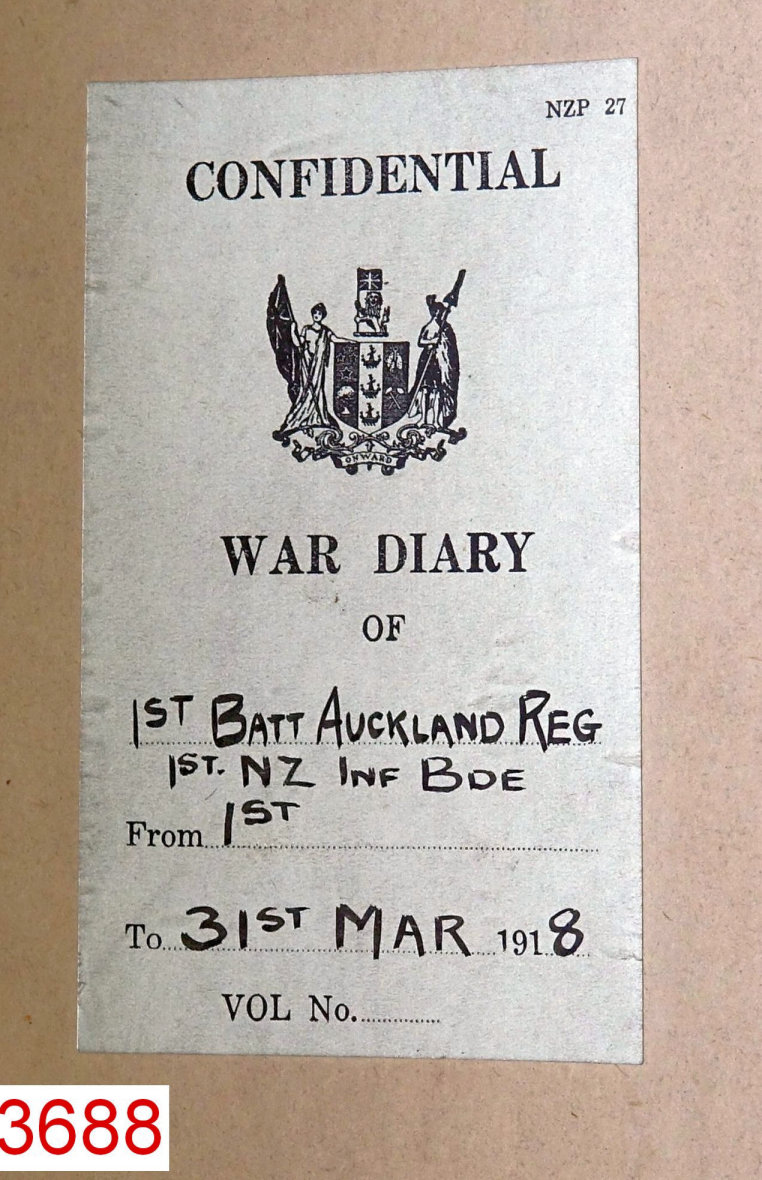 NZP 27
CONFIDENTIAL
ONWARD
WAR DIARY
OF
1ST BATT AUCKLAND REG
1ST. NZ INF BDE
From 1ST
To 31ST MAR 1918
VOL No.
3688